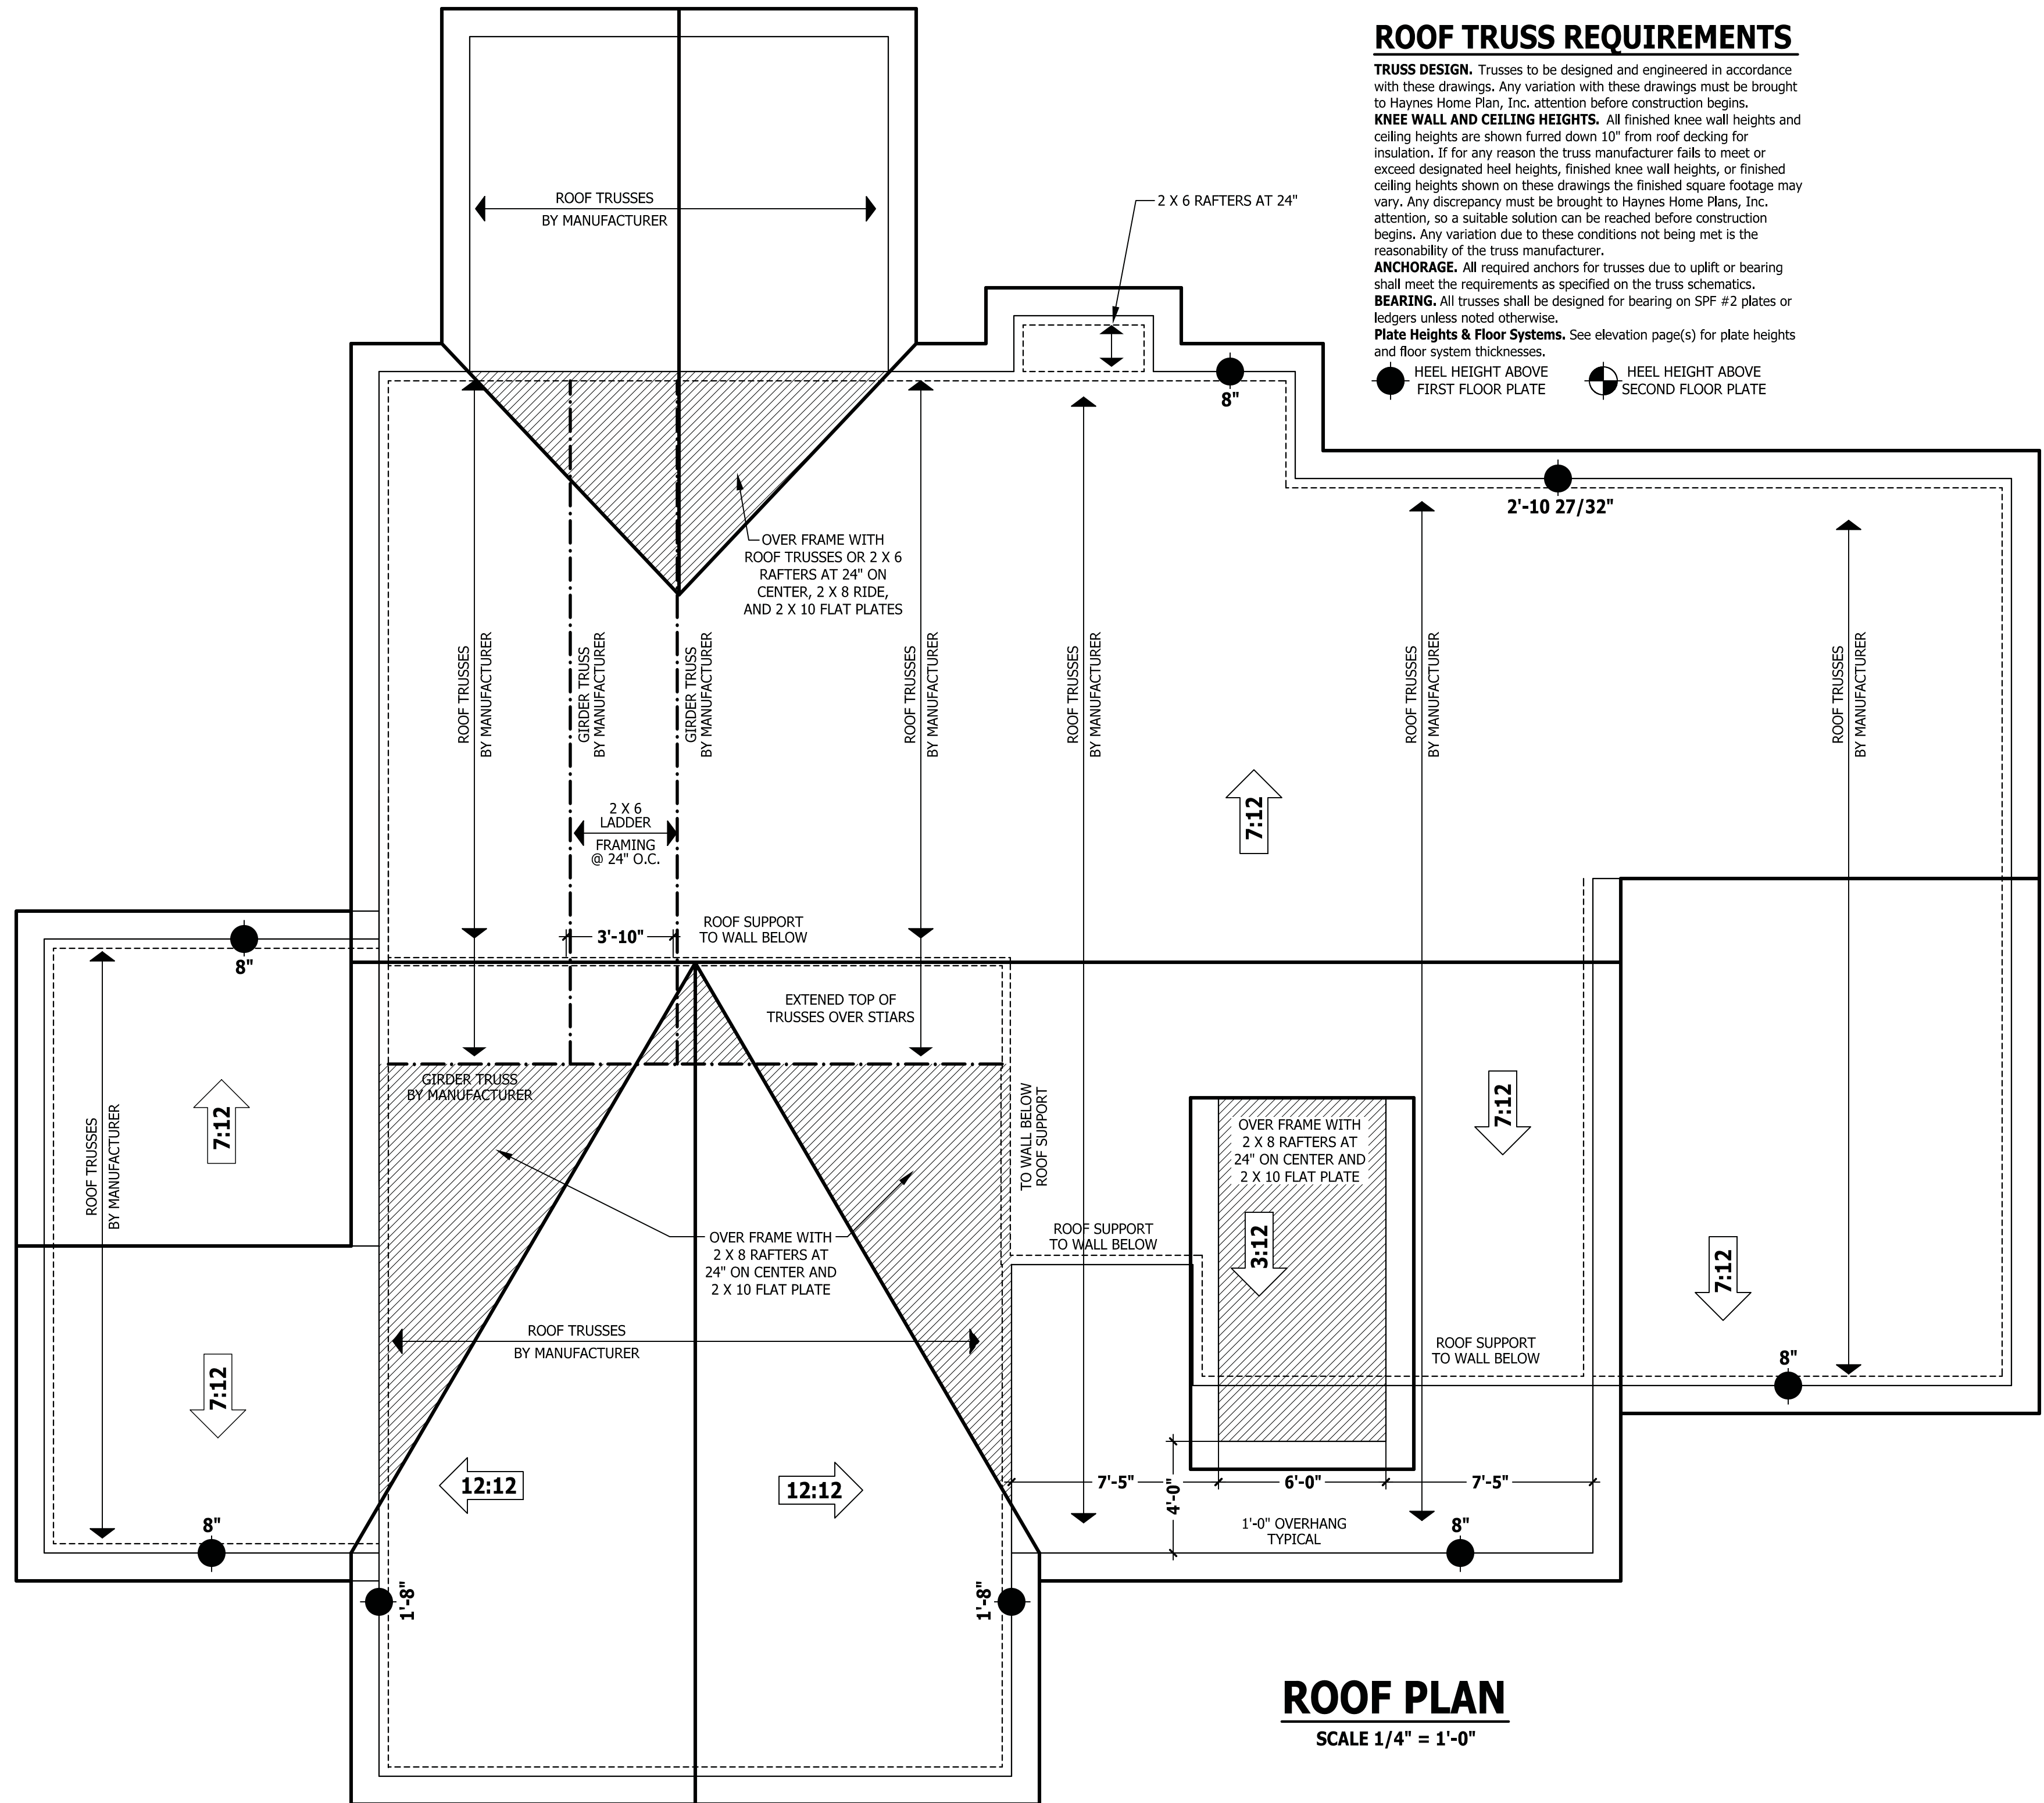 ROOF TRUSS REQUIREMENTS
TRUSS DESIGN. Trusses to be designed and engineered in accordance
with these drawings. Any variation with these drawings must be brought
to Haynes Home Plan, Inc. attention before construction begins.
KNEE WALL AND CEILING HEIGHTS. All finished knee wall heights and
ceiling heights are shown furred down 10" from roof decking for
insulation. If for any reason the truss manufacturer fails to meet or
exceed designated heel heights, finished knee wall heights, or finished
ceiling heights shown on these drawings the finished square footage may
vary. Any discrepancy must be brought to Haynes Home Plans, Inc.
attention, so a suitable solution can be reached before construction
begins. Any variation due to these conditions not being met is the
reasonability of the truss manufacturer.
ANCHORAGE. All required anchors for trusses due to uplift or bearing
shall meet the requirements as specified on the truss schematics.
BEARING. All trusses shall be designed for bearing on SPF #2 plates or
ledgers unless noted otherwise.
Plate Heights & Floor Systems. See elevation page(s) for plate heights
and floor system thicknesses.
HEEL HEIGHT ABOVE
FIRST FLOOR PLATE
HEEL HEIGHT ABOVE
SECOND FLOOR PLATE
ROOF TRUSSES
BY MANUFACTURER
2 X 6 RAFTERS AT 24"
8"
2'-10 27/32"
OVER FRAME WITH
ROOF TRUSSES OR 2 X 6
RAFTERS AT 24" ON
CENTER, 2 X 8 RIDE,
AND 2 X 10 FLAT PLATES
ROOF TRUSSES
BY MANUFACTURER
GIRDER TRUSS
BY MANUFACTURER
GIRDER TRUSS
BY MANUFACTURER
ROOF TRUSSES
BY MANUFACTURER
ROOF TRUSSES
BY MANUFACTURER
ROOF TRUSSES
BY MANUFACTURER
ROOF TRUSSES
BY MANUFACTURER
7:12
2 X 6
LADDER
FRAMING
@ 24" O.C.
3'-10"
ROOF SUPPORT
TO WALL BELOW
8"
EXTENED TOP OF
TRUSSES OVER STIARS
GIRDER TRUSS
BY MANUFACTURER
ROOF TRUSSES
BY MANUFACTURER
7:12
TO WALL BELOW
ROOF SUPPORT
OVER FRAME WITH
2 X 8 RAFTERS AT
24" ON CENTER AND
2 X 10 FLAT PLATE
7:12
OVER FRAME WITH
2 X 8 RAFTERS AT
24" ON CENTER AND
2 X 10 FLAT PLATE
ROOF SUPPORT
TO WALL BELOW
3:12
7:12
ROOF TRUSSES
BY MANUFACTURER
ROOF SUPPORT
TO WALL BELOW
8"
7:12
12:12
12:12
7'-5"
4'-0"
6'-0"
7'-5"
8"
1'-0" OVERHANG
TYPICAL
8"
1'-8"
1'-8"
ROOF PLAN
SCALE 1/4" = 1'-0"